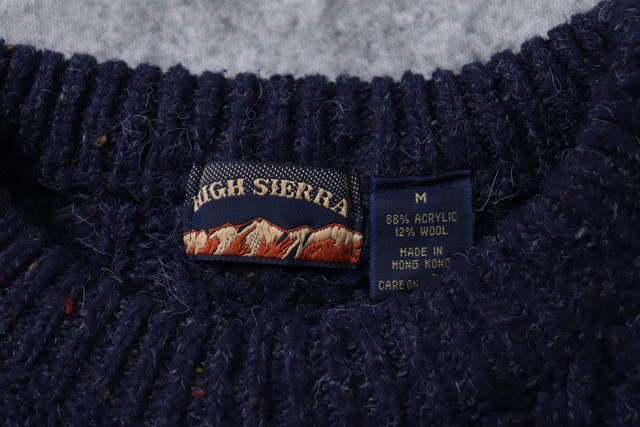 HIGH SIERRA
M
88% ACRYLIC
12% WOOL
MADE IN
HONG KONG
CARE ON